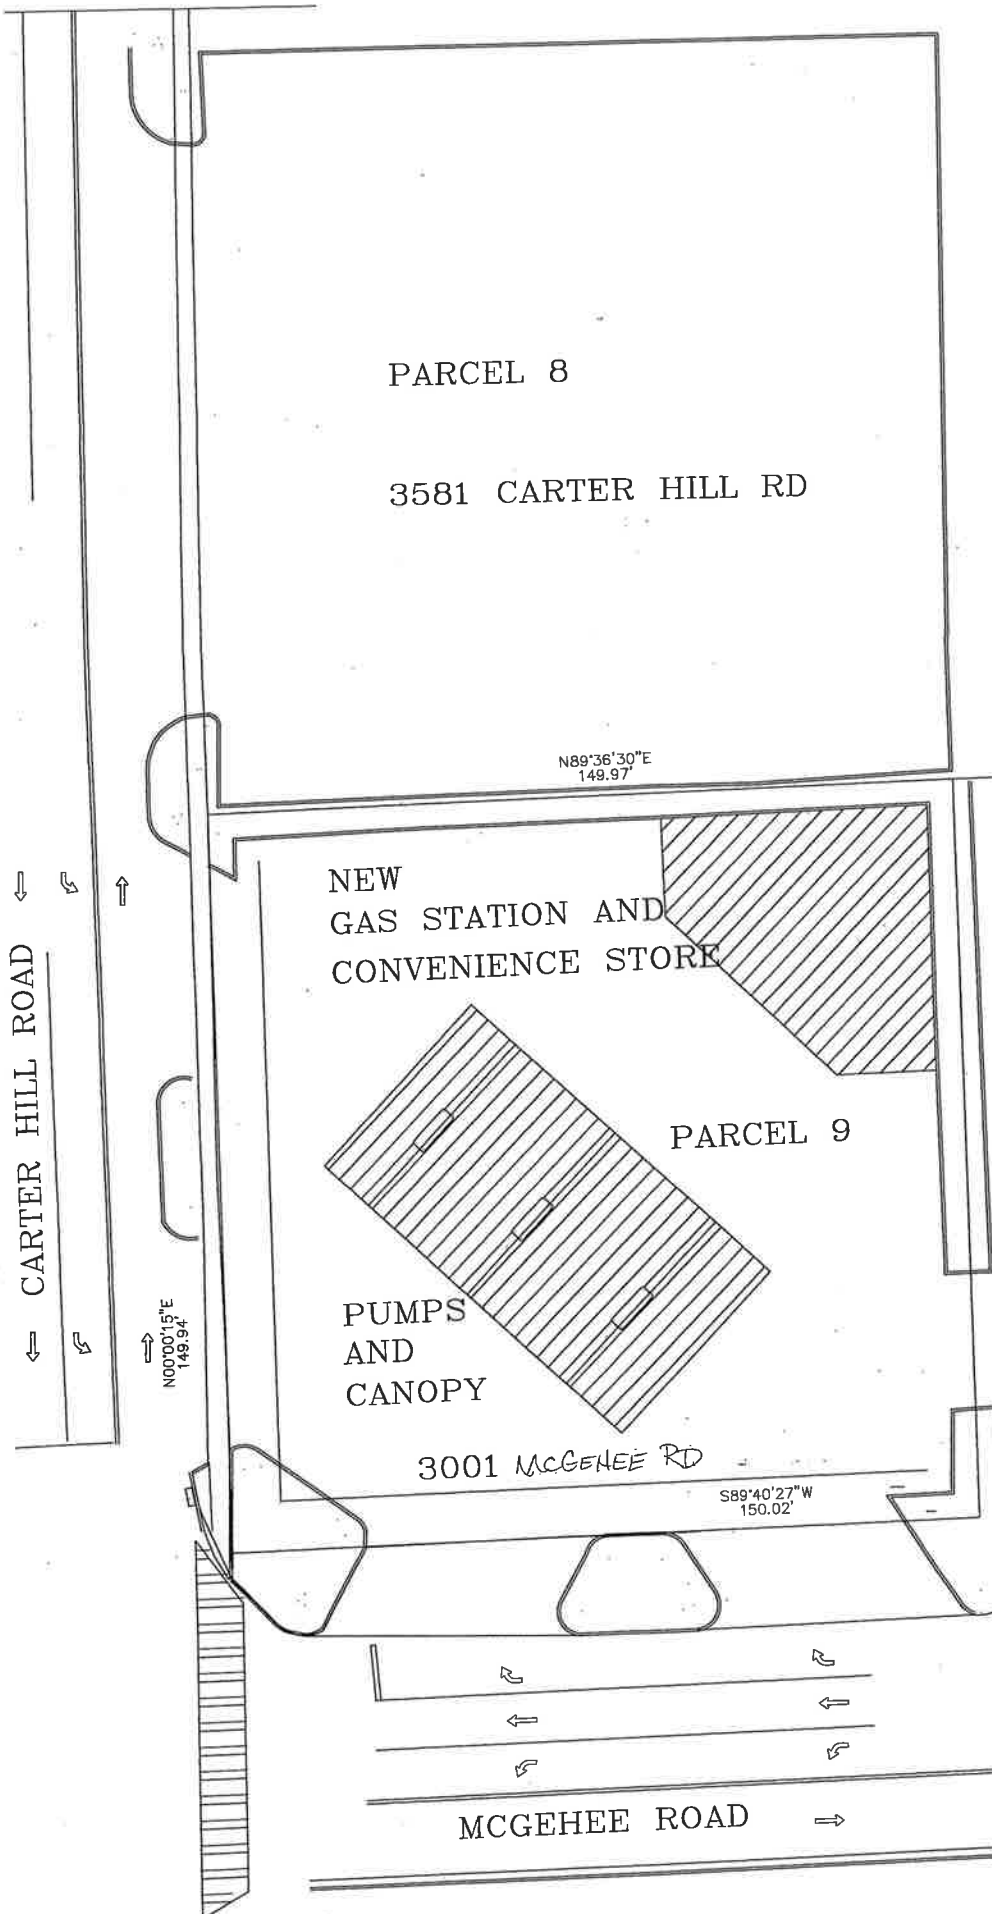 PARCEL 8
3581 CARTER HILL RD
N89°36'30"E
149.97'
NEW
GAS STATION AND
CONVENIENCE STORE
CARTER HILL ROAD
PARCEL 9
N00°00'15"E
149.94'
PUMPS
AND
CANOPY
3001 MCGEHEE RD
S89°40'27"W
150.02'
MCGEHEE ROAD